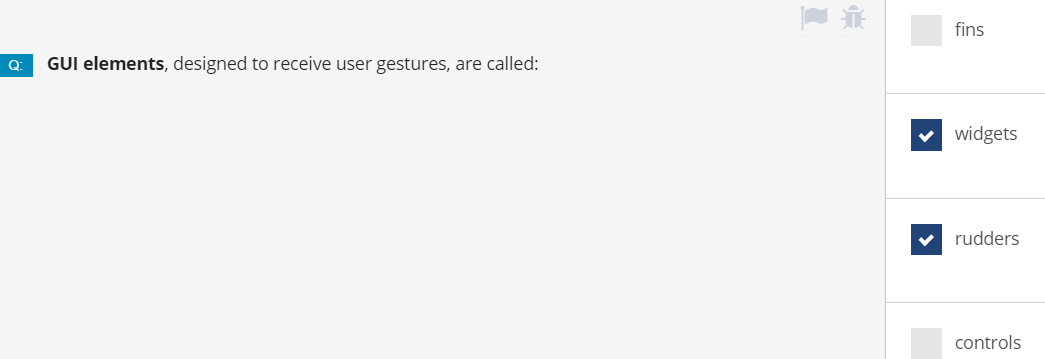 Q: GUI elements, designed to receive user gestures, are called:
fins
widgets
rudders
controls